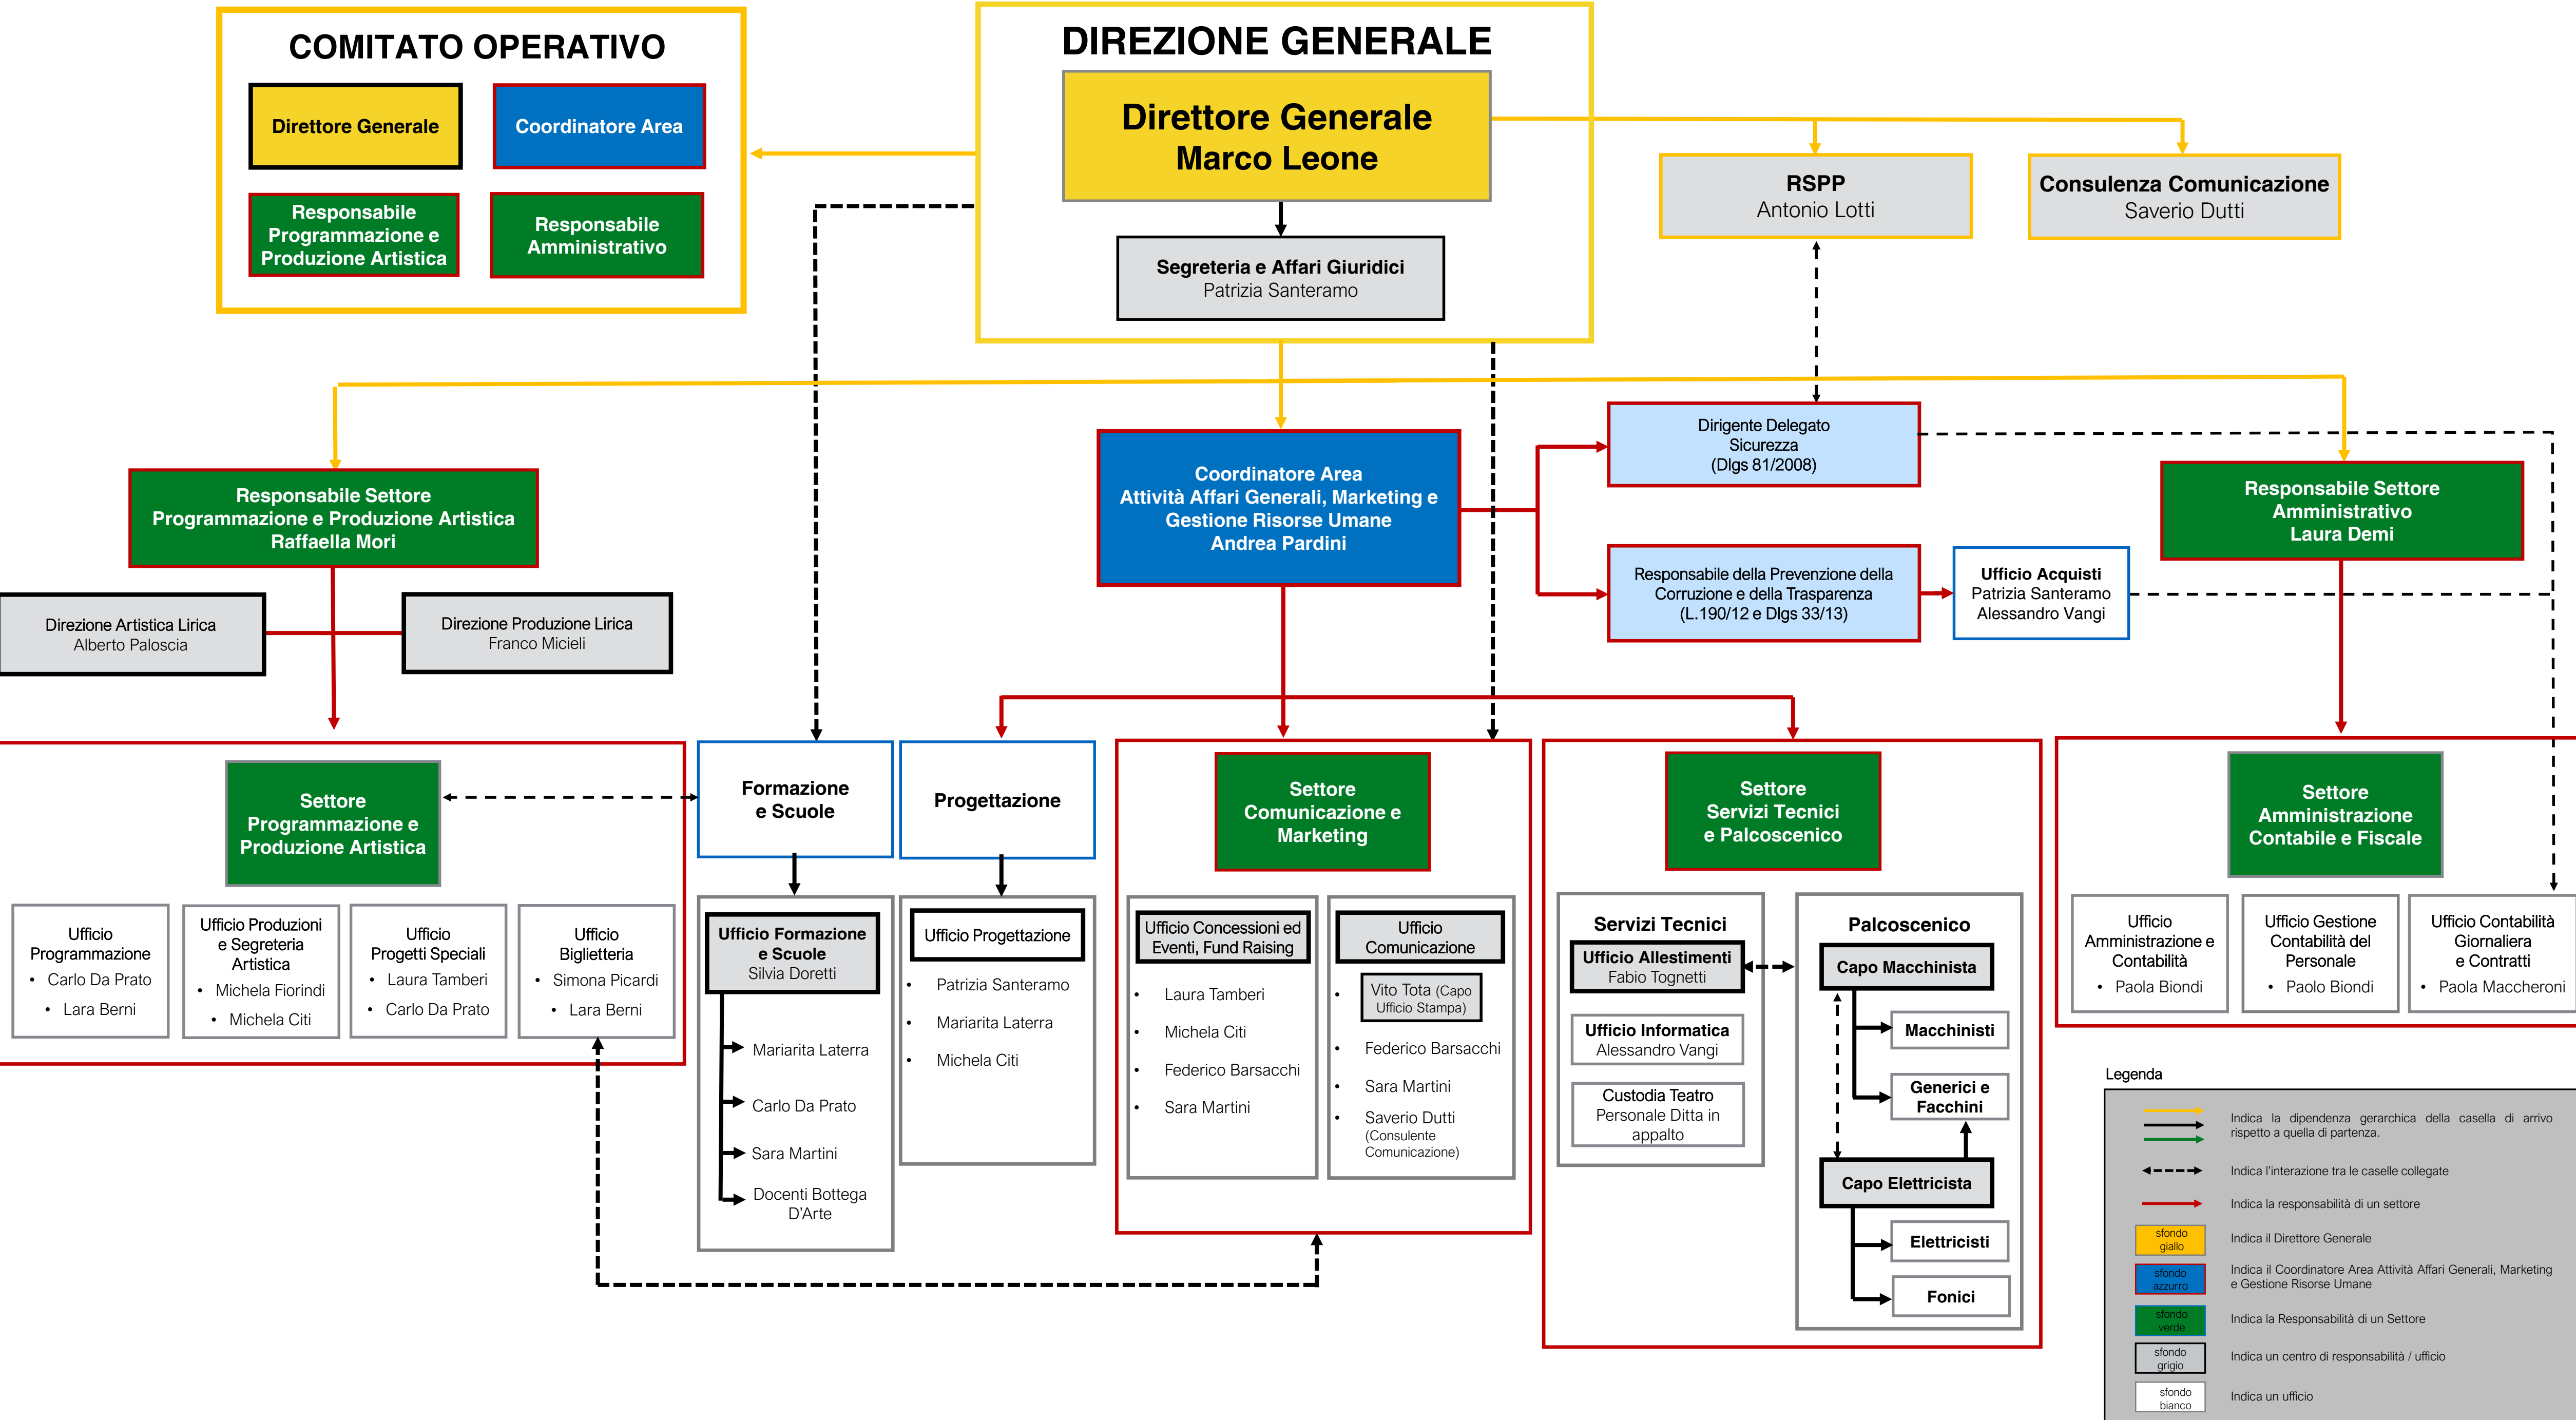 COMITATO OPERATIVO
Direttore Generale
Coordinatore Area
Responsabile
Programmazione e
Produzione Artistica
Responsabile
Amministrativo
DIREZIONE GENERALE
Direttore Generale
Marco Leone
Segreteria e Affari Giuridici
Patrizia Santeramo
RSPP
Antonio Lotti
Consulenza Comunicazione
Saverio Dutti
Responsabile Settore
Programmazione e Produzione Artistica
Raffaella Mori
Direzione Artistica Lirica
Alberto Paloscia
Direzione Produzione Lirica
Franco Micieli
Coordinatore Area
Attività Affari Generali, Marketing e
Gestione Risorse Umane
Andrea Pardini
Dirigente Delegato
Sicurezza
(Dlgs 81/2008)
Responsabile della Prevenzione della
Corruzione e della Trasparenza
(L.190/12 e Dlgs 33/13)
Ufficio Acquisti
Patrizia Santeramo
Alessandro Vangi
Responsabile Settore
Amministrativo
Laura Demi
Settore
Programmazione e
Produzione Artistica
Ufficio
Programmazione
• Carlo Da Prato
• Lara Berni
Ufficio Produzioni
e Segreteria
Artistica
• Michela Fiorindi
• Michela Citi
Ufficio
Progetti Speciali
• Laura Tamberi
• Carlo Da Prato
Ufficio
Biglietteria
• Simona Picardi
• Lara Berni
Formazione
e Scuole
Ufficio Formazione
e Scuole
Silvia Doretti
Mariarita Laterra
Carlo Da Prato
Sara Martini
Docenti Bottega
D'Arte
Progettazione
Ufficio Progettazione
• Patrizia Santeramo
• Mariarita Laterra
• Michela Citi
Settore
Comunicazione e
Marketing
Ufficio Concessioni ed
Eventi, Fund Raising
• Laura Tamberi
• Michela Citi
• Federico Barsacchi
• Sara Martini
Ufficio
Comunicazione
• Vito Tota (Capo
Ufficio Stampa)
• Federico Barsacchi
• Sara Martini
• Saverio Dutti
(Consulente
Comunicazione)
Settore
Servizi Tecnici
e Palcoscenico
Servizi Tecnici
Ufficio Allestimenti
Fabio Tognetti
Ufficio Informatica
Alessandro Vangi
Custodia Teatro
Personale Ditta in
appalto
Palcoscenico
Capo Macchinista
Macchinisti
Generici e
Facchini
Capo Elettricista
Elettricisti
Fonici
Settore
Amministrazione
Contabile e Fiscale
Ufficio
Amministrazione e
Contabilità
• Paola Biondi
Ufficio Gestione
Contabilità del
Personale
• Paolo Biondi
Ufficio Contabilità
Giornaliera
e Contratti
• Paola Maccheroni
Legenda
Indica la dipendenza gerarchica della casella di arrivo
rispetto a quella di partenza.
Indica l'interazione tra le caselle collegate
Indica la responsabilità di un settore
sfondo
giallo
Indica il Direttore Generale
sfondo
azzurro
Indica il Coordinatore Area Attività Affari Generali, Marketing
e Gestione Risorse Umane
sfondo
verde
Indica la Responsabilità di un Settore
sfondo
grigio
Indica un centro di responsabilità / ufficio
sfondo
bianco
Indica un ufficio